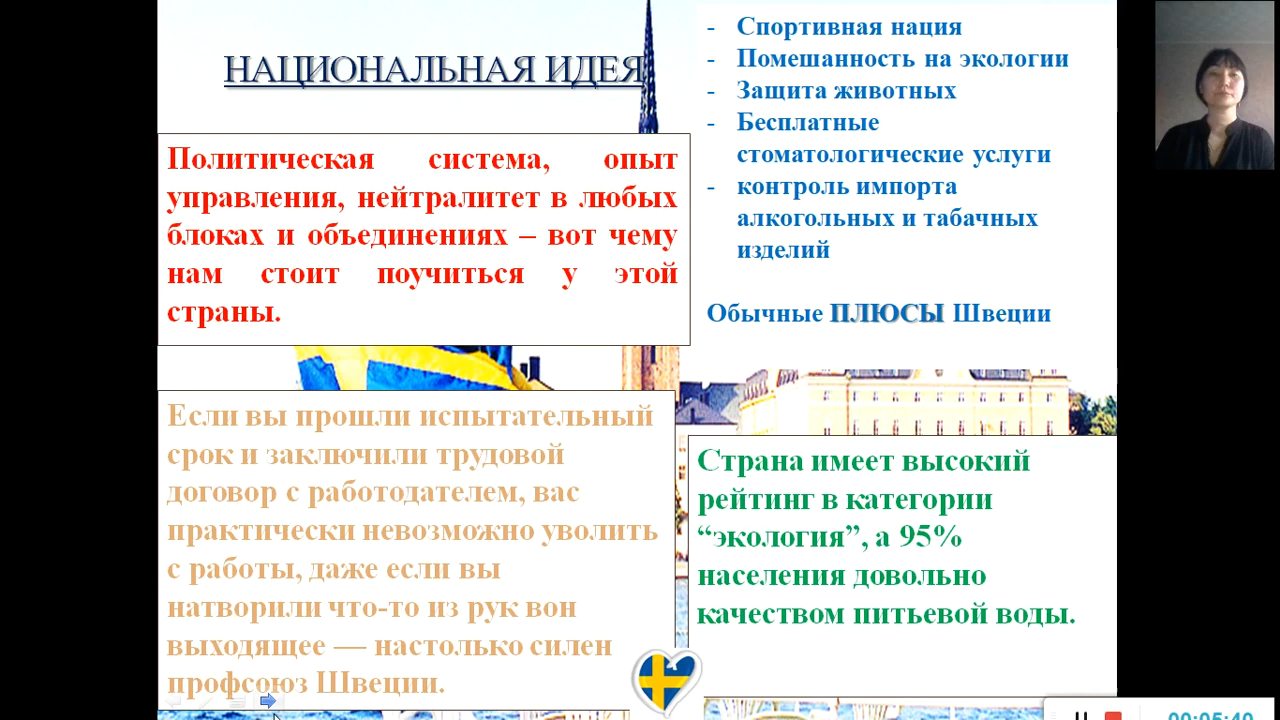 НАЦИОНАЛЬНАЯ ИДЕЯ
Политическая система, опыт
управления, нейтралитет в любых
блоках и объединениях – вот чему
нам стоит поучиться у этой
страны.
- Спортивная нация
- Помешанность на экологии
- Защита животных
- Бесплатные
стоматологические услуги
- контроль импорта
алкогольных и табачных
изделий
Обычные ПЛЮСЫ Швеции
Если вы прошли испытательный
срок и заключили трудовой
договор с работодателем, вас
практически невозможно уволить
с работы, даже если вы
натворили что-то из рук вон
выходящее — настолько силен
профсоюз Швеции.
Страна имеет высокий
рейтинг в категории
“экология”, а 95%
населения довольно
качеством питьевой воды.